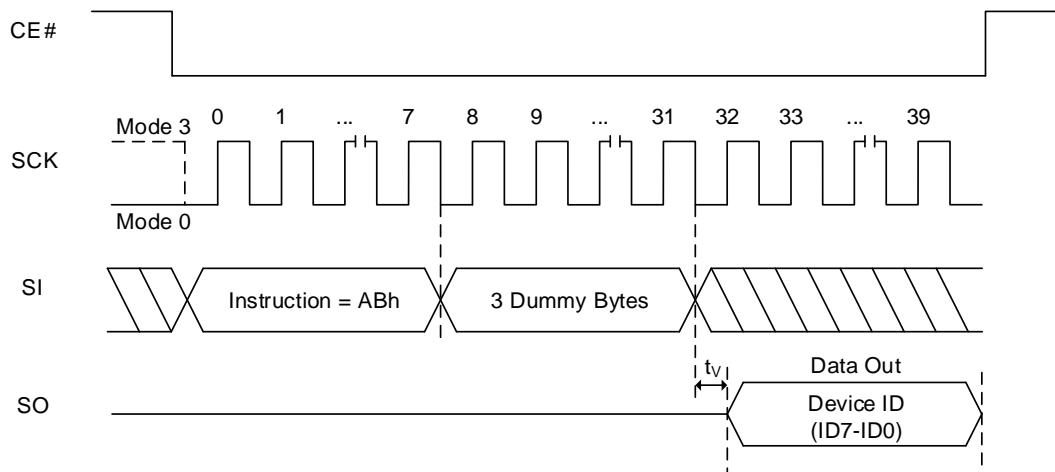 CE#
0 1 ... 7 8 9 ... 31 32 33 ... 39
Mode 3
SCK
Mode 0
SI
Instruction = ABh
3 Dummy Bytes
tV
Data Out
SO
Device ID
(ID7-ID0)